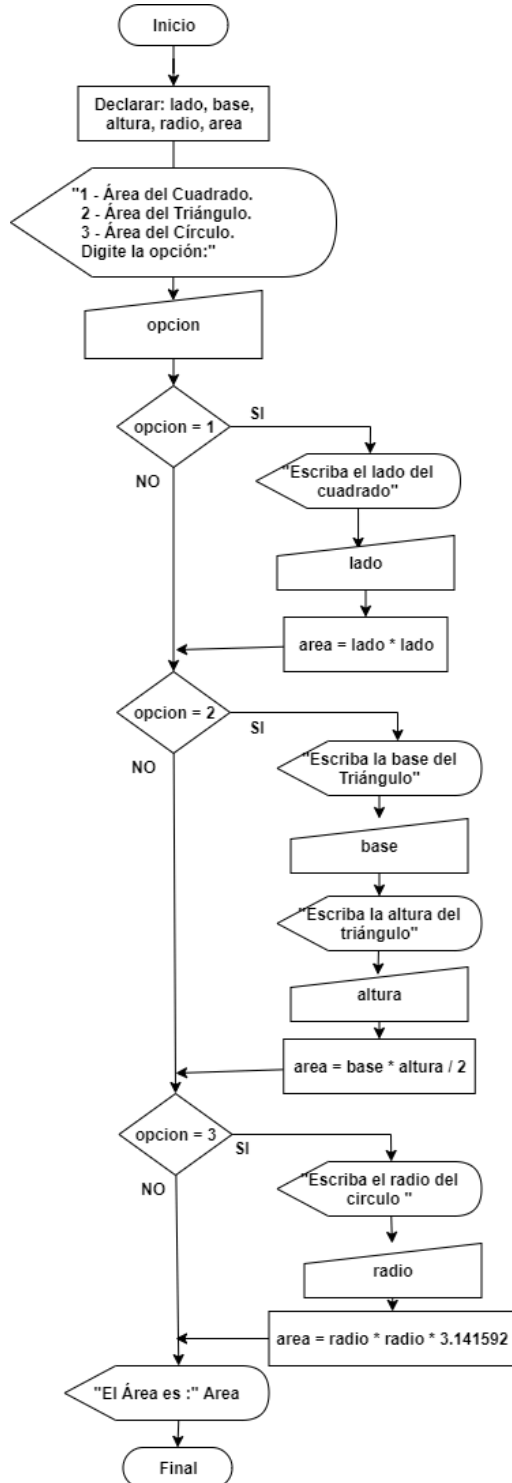 Inicio
Declarar: lado, base,
altura, radio, area
"1 - Área del Cuadrado.
2 - Área del Triángulo.
3 - Área del Círculo.
Digite la opción:"
opcion
opcion = 1
SI
NO
"Escriba el lado del
cuadrado"
lado
area = lado * lado
opcion = 2
SI
NO
"Escriba la base del
Triángulo"
base
"Escriba la altura del
triángulo"
altura
area = base * altura / 2
opcion = 3
SI
NO
"Escriba el radio del
circulo "
radio
area = radio * radio * 3.141592
"El Área es :" Area
Final